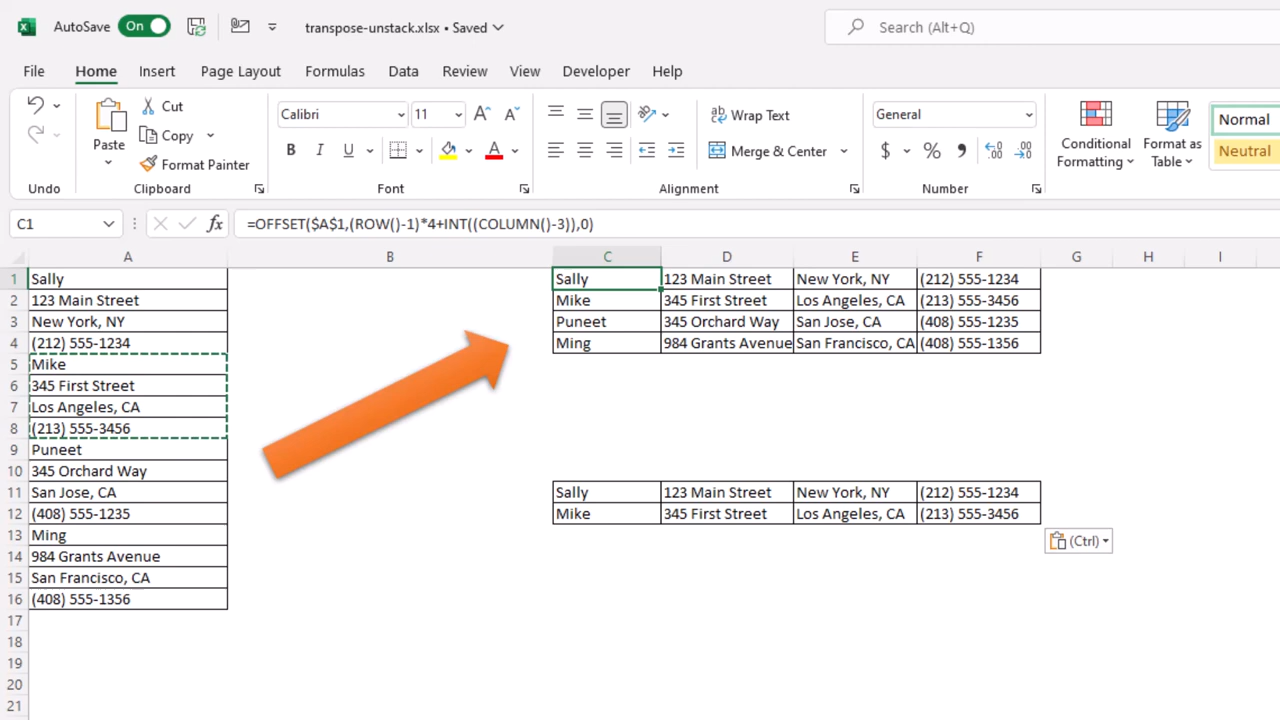 AutoSave On transpose-unstack.xlsx • Saved Search (Alt+Q)
File Home Insert Page Layout Formulas Data Review View Developer Help
Cut
Copy
Format Painter
Paste
Calibri 11
B I U A
ab Wrap Text
Merge & Center
General
$ % ,
Conditional Formatting
Format as Table
Normal
Neutral
Undo Clipboard Font Alignment Number
C1 fx =OFFSET($A$1,(ROW()-1)*4+INT((COLUMN()-3)),0)
A B C D E F G H I
1 Sally Sally 123 Main Street New York, NY (212) 555-1234
2 123 Main Street Mike 345 First Street Los Angeles, CA (213) 555-3456
3 New York, NY Puneet 345 Orchard Way San Jose, CA (408) 555-1235
4 (212) 555-1234 Ming 984 Grants Avenue San Francisco, CA (408) 555-1356
5 Mike
6 345 First Street
7 Los Angeles, CA
8 (213) 555-3456
9 Puneet
10 345 Orchard Way
11 San Jose, CA Sally 123 Main Street New York, NY (212) 555-1234
12 (408) 555-1235 Mike 345 First Street Los Angeles, CA (213) 555-3456
13 Ming (Ctrl)
14 984 Grants Avenue
15 San Francisco, CA
16 (408) 555-1356
17
18
19
20
21